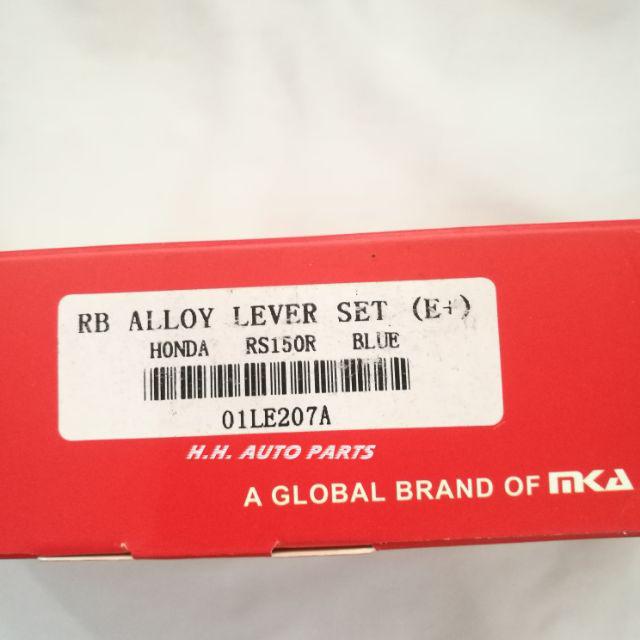 RB ALLOY LEVER SET (E+)
HONDA RS150R BLUE
01LE207A
H.H. AUTO PARTS
A GLOBAL BRAND OF MKA